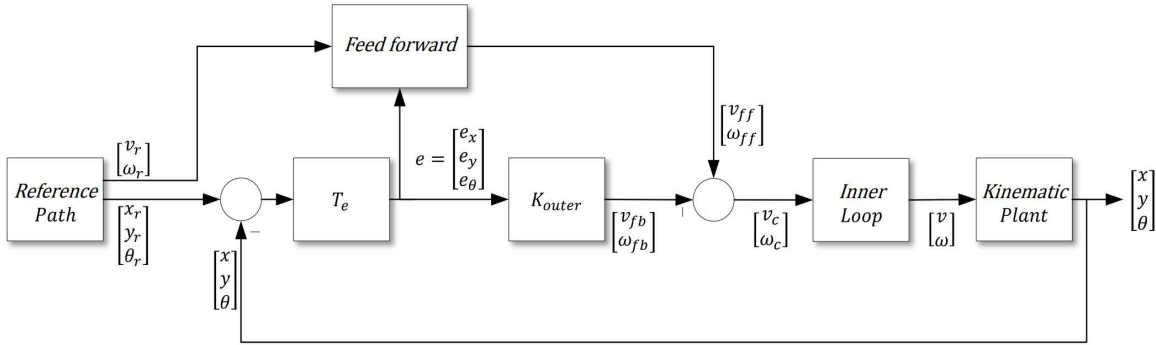 Feed forward
[v_r
ω_r]
Reference
Path
[x_r
y_r
θ_r]
−
[x
y
θ]
T_e
e = [e_x
e_y
e_θ]
K_outer
[v_fb
ω_fb]
[v_ff
ω_ff]
[v_c
ω_c]
Inner
Loop
[v
ω]
Kinematic
Plant
[x
y
θ]